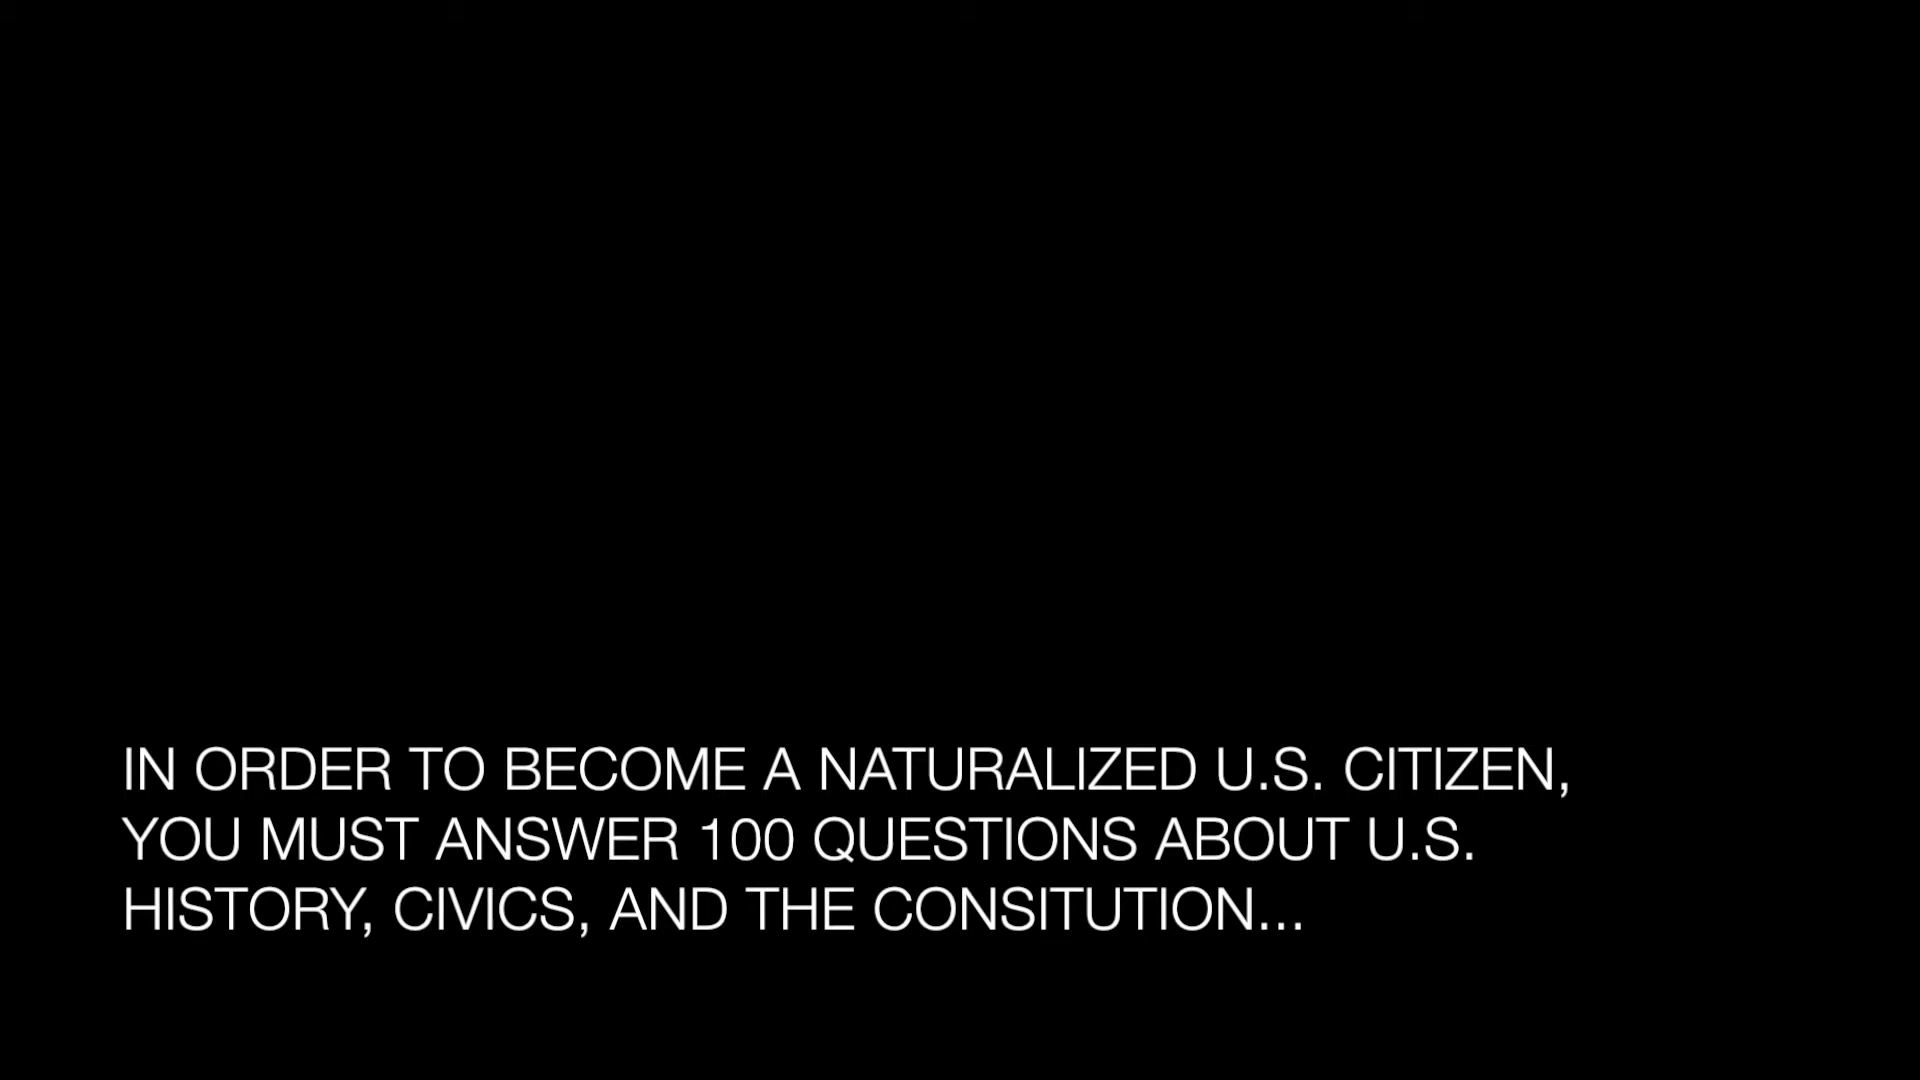 IN ORDER TO BECOME A NATURALIZED U.S. CITIZEN,
YOU MUST ANSWER 100 QUESTIONS ABOUT U.S.
HISTORY, CIVICS, AND THE CONSITUTION...